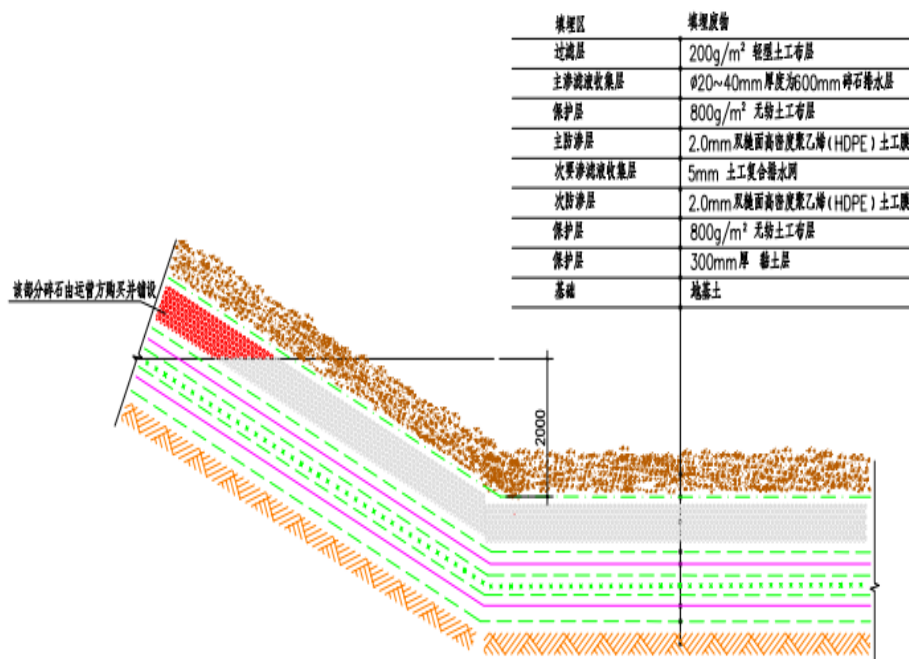 填埋区 填埋废物
过滤层 200g/m² 轻型土工布层
主渗滤液收集层 Ø20~40mm厚度为600mm 碎石排水层
保护层 800g/m² 无纺土工布层
主防渗层 2.0mm双糙面高密度聚乙烯(HDPE)土工膜
次要渗滤液收集层 5mm 土工复合排水网
次防渗层 2.0mm双糙面高密度聚乙烯(HDPE)土工膜
保护层 800g/m² 无纺土工布层
保护层 300mm厚 黏土层
基础 地基土
该部分碎石由运营方购买并铺设
2000